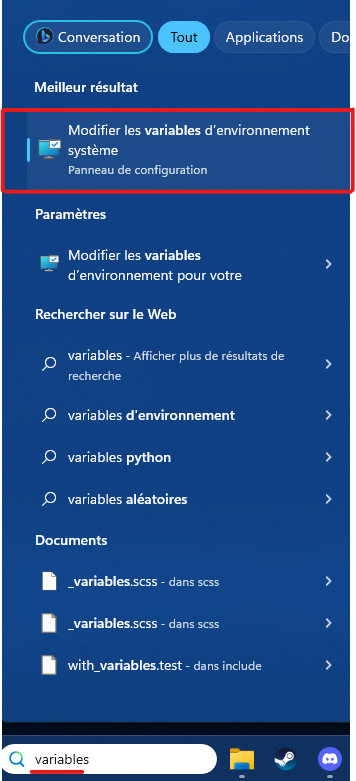 Conversation Tout Applications Do
Meilleur résultat
Modifier les variables d'environnement
système
Panneau de configuration
Paramètres
Modifier les variables
d'environnement pour votre
Rechercher sur le Web
variables - Afficher plus de résultats de
recherche
variables d'environnement
variables python
variables aléatoires
Documents
_variables.scss - dans scss
_variables.scss - dans scss
with_variables.test - dans include
variables